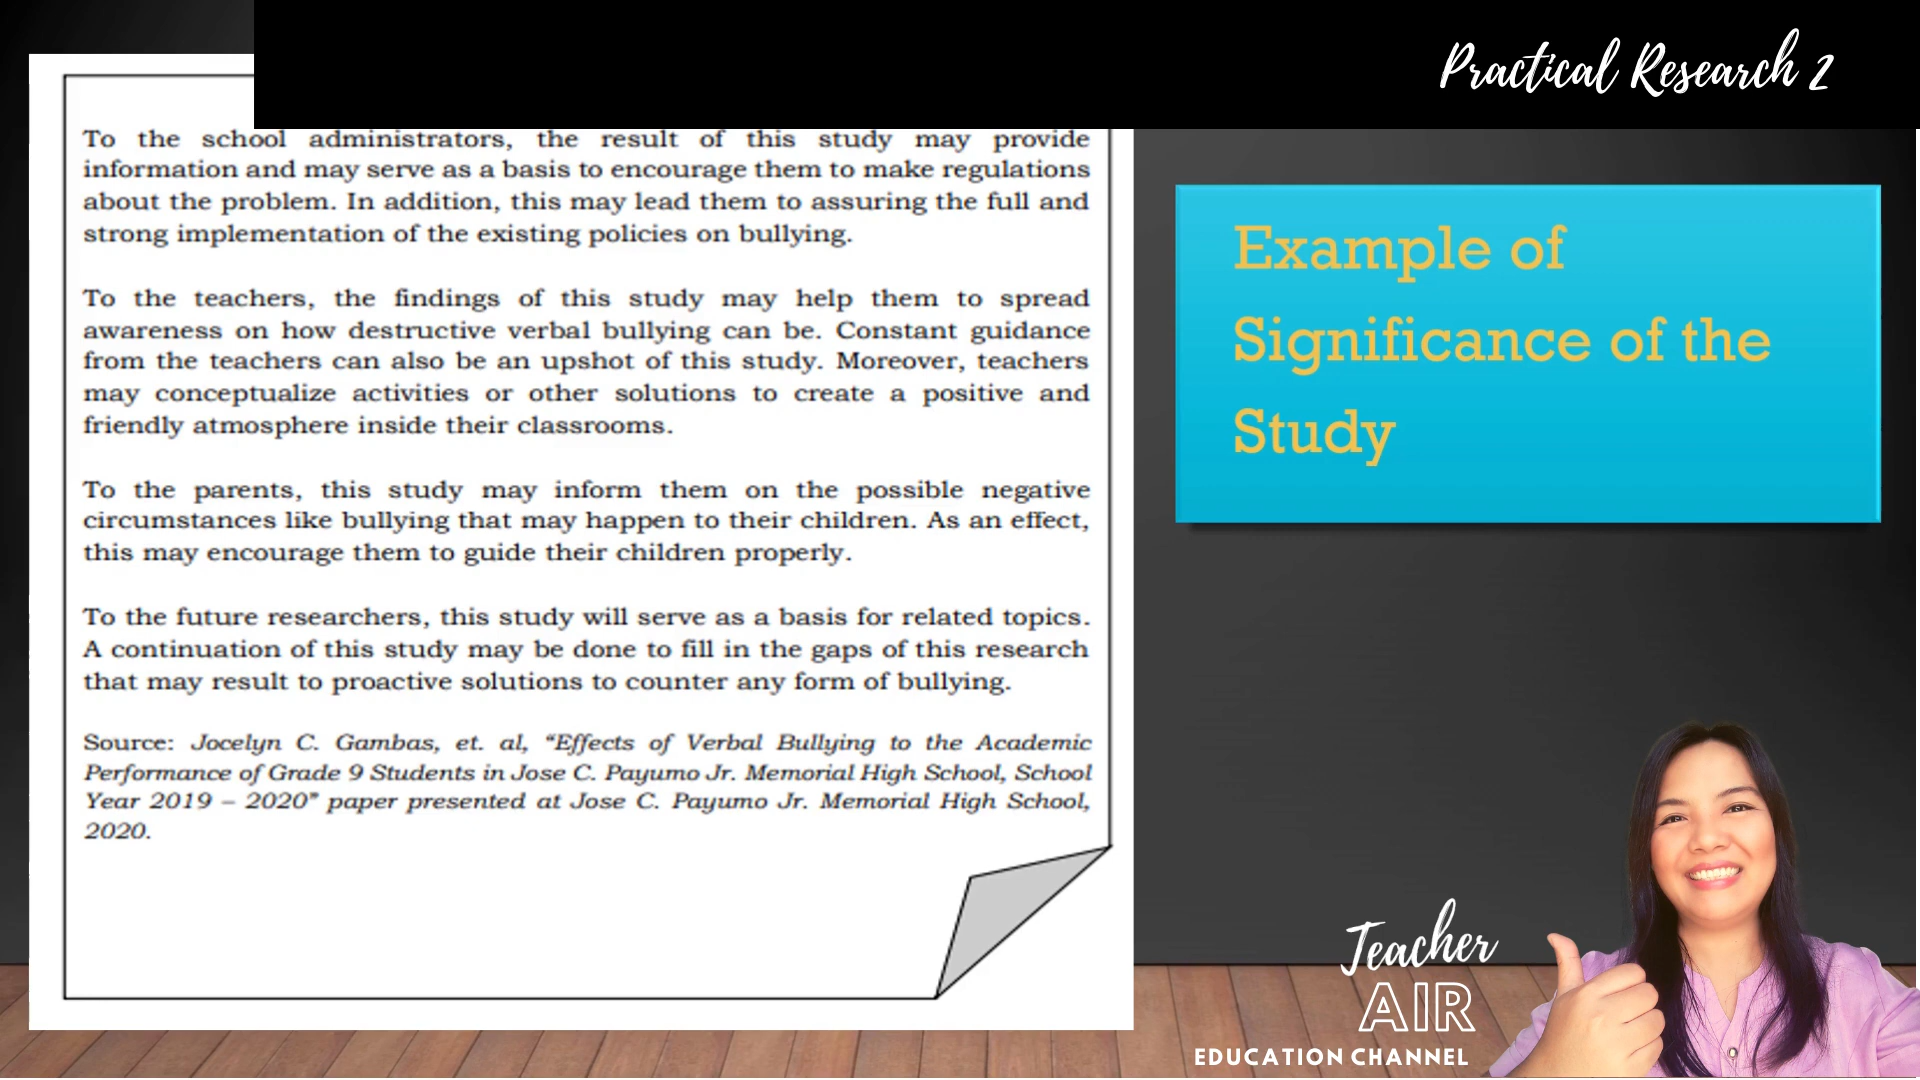 Practical Research 2
To the school administrators, the result of this study may provide
information and may serve as a basis to encourage them to make regulations
about the problem. In addition, this may lead them to assuring the full and
strong implementation of the existing policies on bullying.
To the teachers, the findings of this study may help them to spread
awareness on how destructive verbal bullying can be. Constant guidance
from the teachers can also be an upshot of this study. Moreover, teachers
may conceptualize activities or other solutions to create a positive and
friendly atmosphere inside their classrooms.
To the parents, this study may inform them on the possible negative
circumstances like bullying that may happen to their children. As an effect,
this may encourage them to guide their children properly.
To the future researchers, this study will serve as a basis for related topics.
A continuation of this study may be done to fill in the gaps of this research
that may result to proactive solutions to counter any form of bullying.
Source: Jocelyn C. Gambas, et. al, “Effects of Verbal Bullying to the Academic
Performance of Grade 9 Students in Jose C. Payumo Jr. Memorial High School, School
Year 2019 – 2020” paper presented at Jose C. Payumo Jr. Memorial High School,
2020.
Example of
Significance of the
Study
Teacher
AIR
EDUCATION CHANNEL